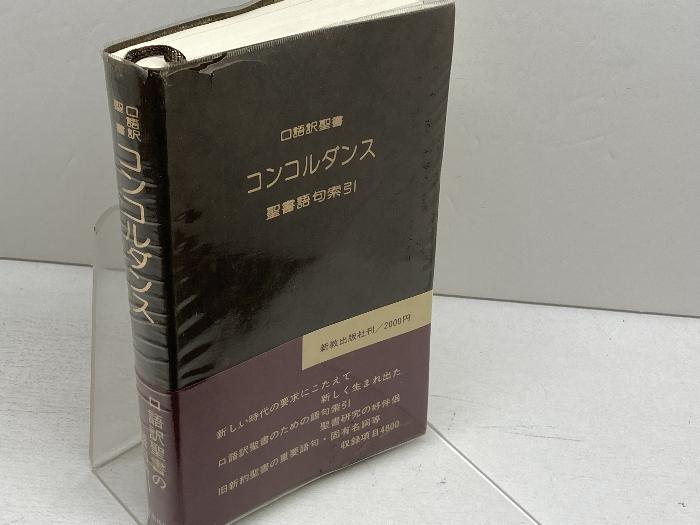 口語訳聖書
コンコルダンス
聖書語句索引
新教出版社刊／2000円
新しい時代の要求にこたえて
新しく生まれ出た
口語訳聖書のための語句索引
聖書研究の好伴侶
旧新約聖書の重要語句・固有名詞等
収録項目4800
口語訳
聖書
コンコルダンス
口語訳聖書の